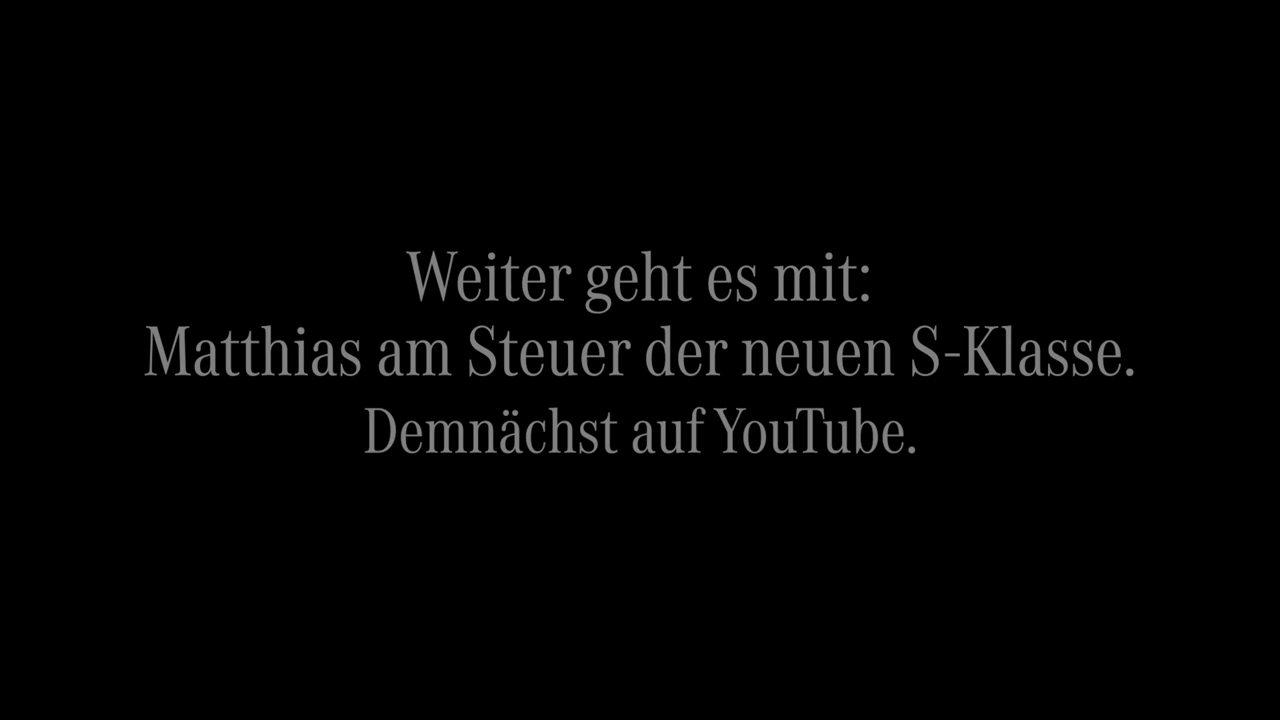 Weiter geht es mit:
Matthias am Steuer der neuen S-Klasse.
Demnächst auf YouTube.